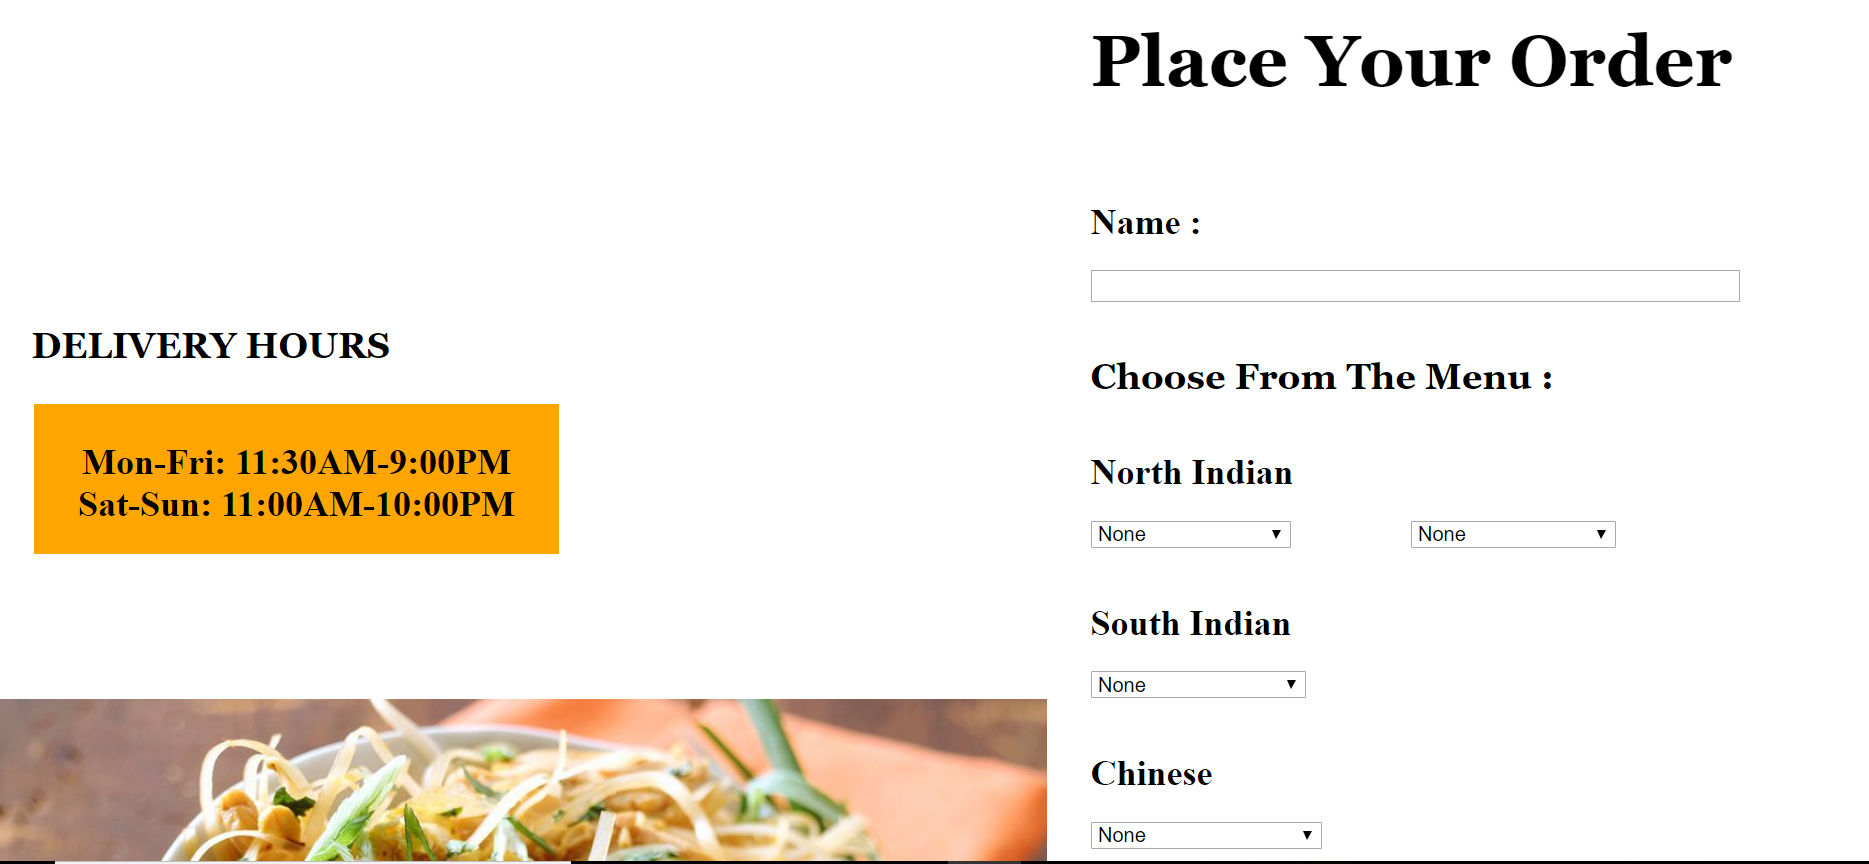 Place Your Order
Name :
DELIVERY HOURS
Mon-Fri: 11:30AM-9:00PM
Sat-Sun: 11:00AM-10:00PM
Choose From The Menu :
North Indian
None
None
South Indian
None
Chinese
None